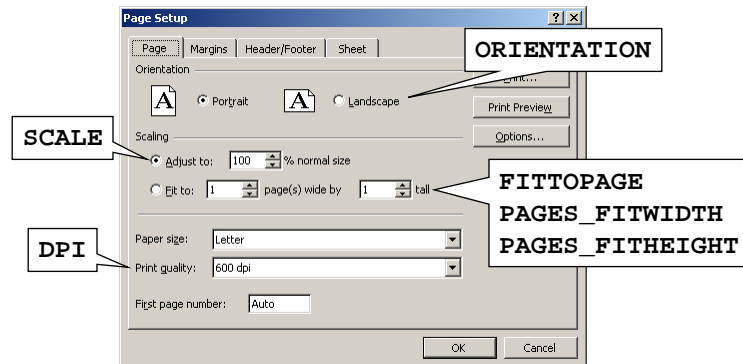 Page Setup
Page Margins Header/Footer Sheet
ORIENTATION
Orientation
A Portrait A Landscape
Print Preview
SCALE
Scaling
Options...
Adjust to: 100 % normal size
Fit to: 1 page(s) wide by 1 tall
FITTOPAGE
PAGES_FITWIDTH
PAGES_FITHEIGHT
DPI
Paper size: Letter
Print quality: 600 dpi
First page number: Auto
OK Cancel